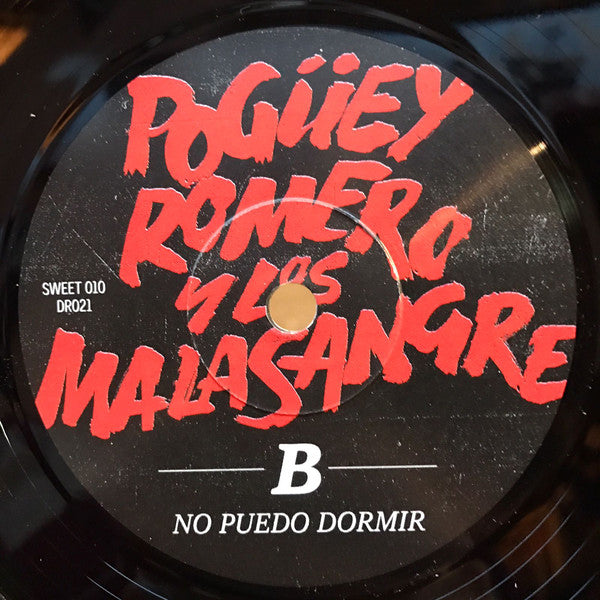 POGÜEY
ROMERO
Y LOS
MALASANGRE
SWEET 010
DR021
B
NO PUEDO DORMIR